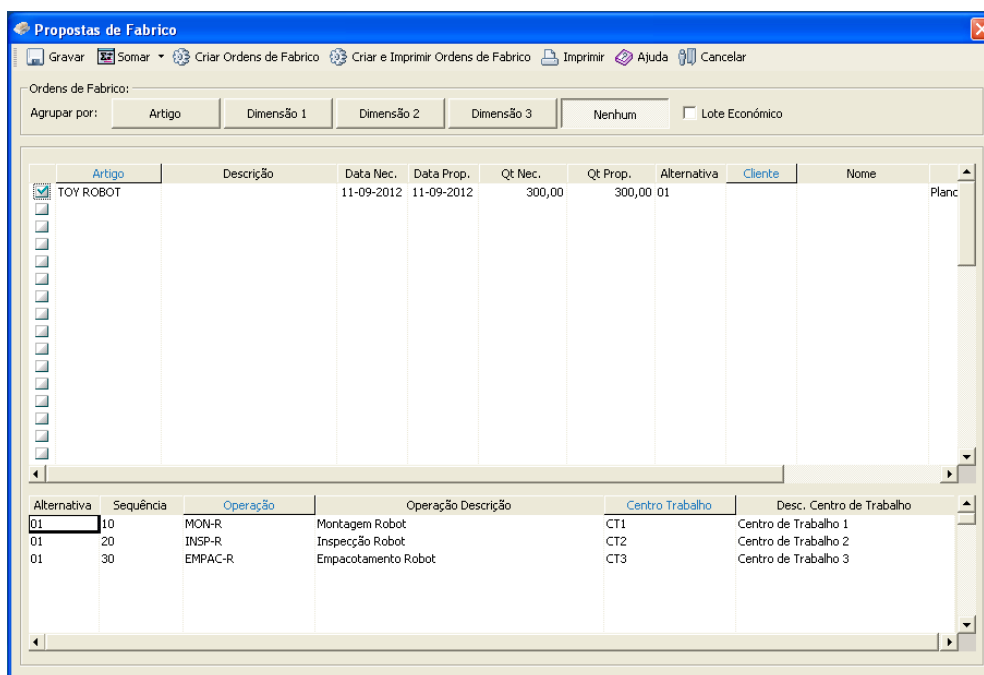 Propostas de Fabrico
Gravar Somar Criar Ordens de Fabrico Criar e Imprimir Ordens de Fabrico Imprimir Ajuda Cancelar
Ordens de Fabrico:
Agrupar por: Artigo Dimensão 1 Dimensão 2 Dimensão 3 Nenhum Lote Económico
Artigo Descrição Data Nec. Data Prop. Qt Nec. Qt Prop. Alternativa Cliente Nome
TOY ROBOT 11-09-2012 11-09-2012 300,00 300,00 01 Planc
Alternativa Sequência Operação Operação Descrição Centro Trabalho Desc. Centro de Trabalho
01 10 MON-R Montagem Robot CT1 Centro de Trabalho 1
01 20 INSP-R Inspecção Robot CT2 Centro de Trabalho 2
01 30 EMPAC-R Empacotamento Robot CT3 Centro de Trabalho 3